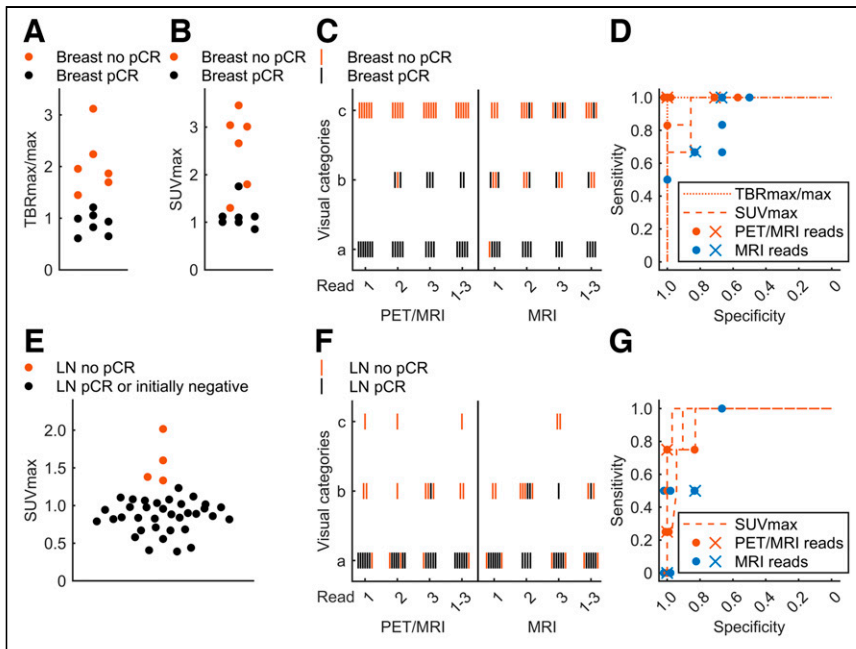 A
Breast no pCR
Breast pCR
TBRmax/max
3
2
1
0
B
Breast no pCR
Breast pCR
SUVmax
3
2
1
0
C
Breast no pCR
Breast pCR
Visual categories
c
b
a
Read 1 2 3 1-3 1 2 3 1-3
PET/MRI MRI
D
Sensitivity
1.0
0.8
0.6
0.4
0.2
0
TBRmax/max
SUVmax
PET/MRI reads
MRI reads
1.0 0.8 0.6 0.4 0.2 0
Specificity
E
LN no pCR
LN pCR or initially negative
SUVmax
2.0
1.5
1.0
0.5
0
F
LN no pCR
LN pCR
Visual categories
c
b
a
Read 1 2 3 1-3 1 2 3 1-3
PET/MRI MRI
G
Sensitivity
1.0
0.8
0.6
0.4
0.2
0
SUVmax
PET/MRI reads
MRI reads
1.0 0.8 0.6 0.4 0.2 0
Specificity